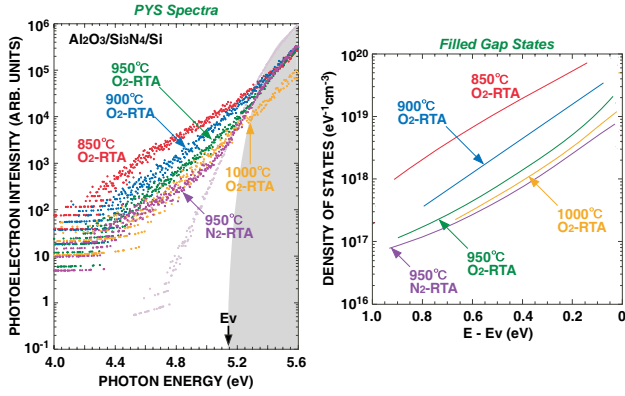 PYS Spectra
Al2O3/Si3N4/Si
950°C
O2-RTA
900°C
O2-RTA
850°C
O2-RTA
1000°C
O2-RTA
950°C
N2-RTA
Ev
PHOTOELECTRON INTENSITY (ARB. UNITS)
10^6
10^5
10^4
10^3
10^2
10
1
10^-1
4.0 4.4 4.8 5.2 5.6
PHOTON ENERGY (eV)
Filled Gap States
850°C
O2-RTA
900°C
O2-RTA
1000°C
O2-RTA
950°C
O2-RTA
950°C
N2-RTA
DENSITY OF STATES (eV^-1cm^-3)
10^20
10^19
10^18
10^17
10^16
1.0 0.8 0.6 0.4 0.2 0
E - Ev (eV)